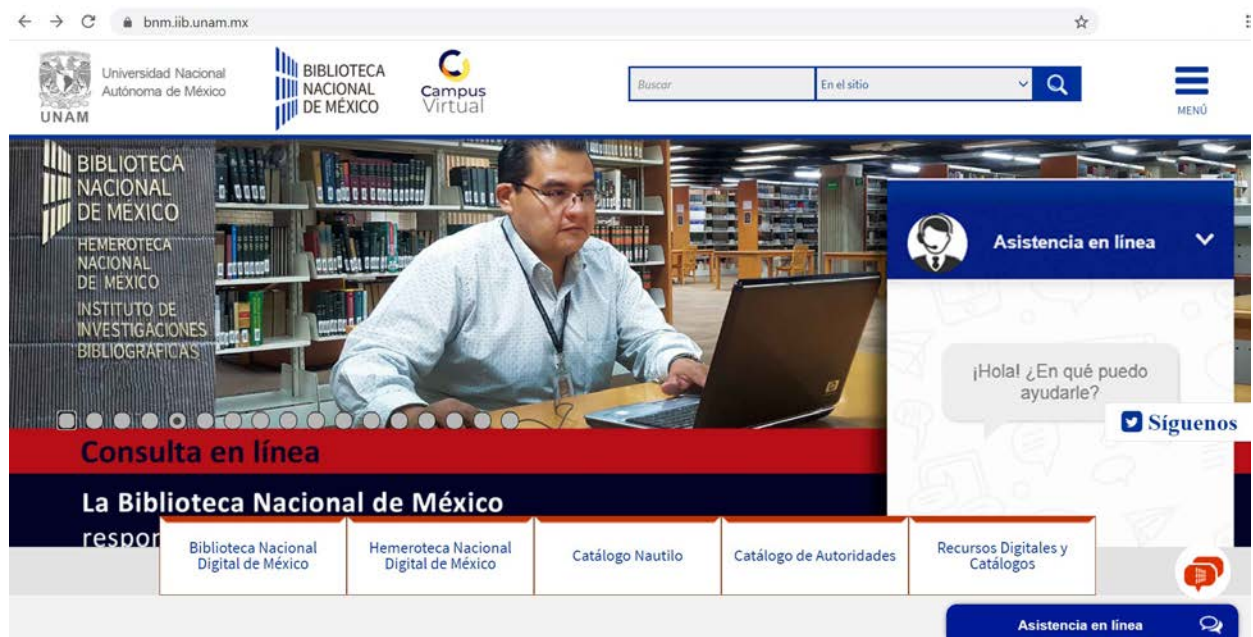 bnm.iib.unam.mx
Universidad Nacional
Autónoma de México
UNAM
BIBLIOTECA
NACIONAL
DE MÉXICO
Campus
Virtual
Buscar
En el sitio
MENÚ
BIBLIOTECA
NACIONAL
DE MÉXICO
HEMEROTECA
NACIONAL
DE MÉXICO
INSTITUTO DE
INVESTIGACIONES
BIBLIOGRÁFICAS
Asistencia en línea
¡Hola! ¿En qué puedo
ayudarle?
Síguenos
Consulta en línea
La Biblioteca Nacional de México
respon
Biblioteca Nacional
Digital de México
Hemeroteca Nacional
Digital de México
Catálogo Nautilo
Catálogo de Autoridades
Recursos Digitales y
Catálogos
Asistencia en línea